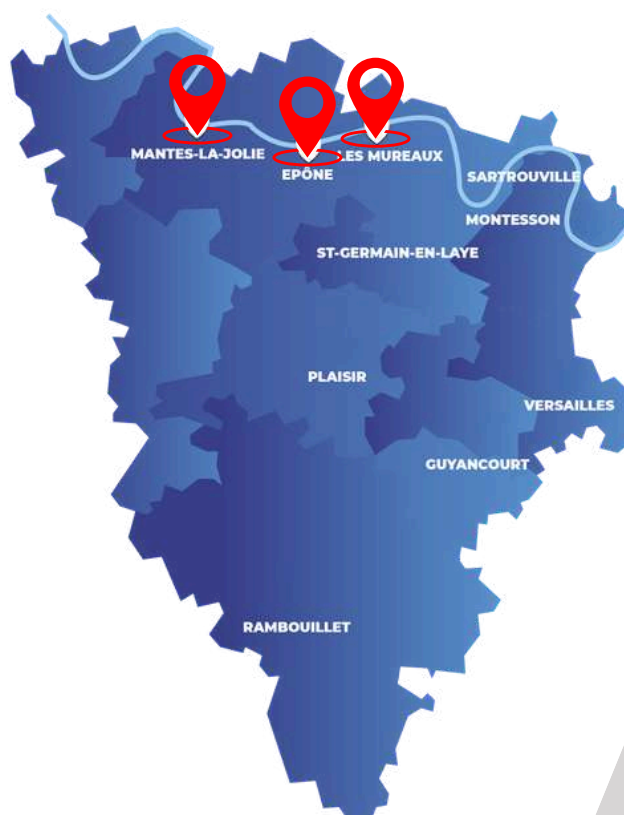 MANTES-LA-JOLIE
LES MUREAUX
EPÔNE
SARTROUVILLE
MONTESSON
ST-GERMAIN-EN-LAYE
PLAISIR
VERSAILLES
GUYANCOURT
RAMBOUILLET